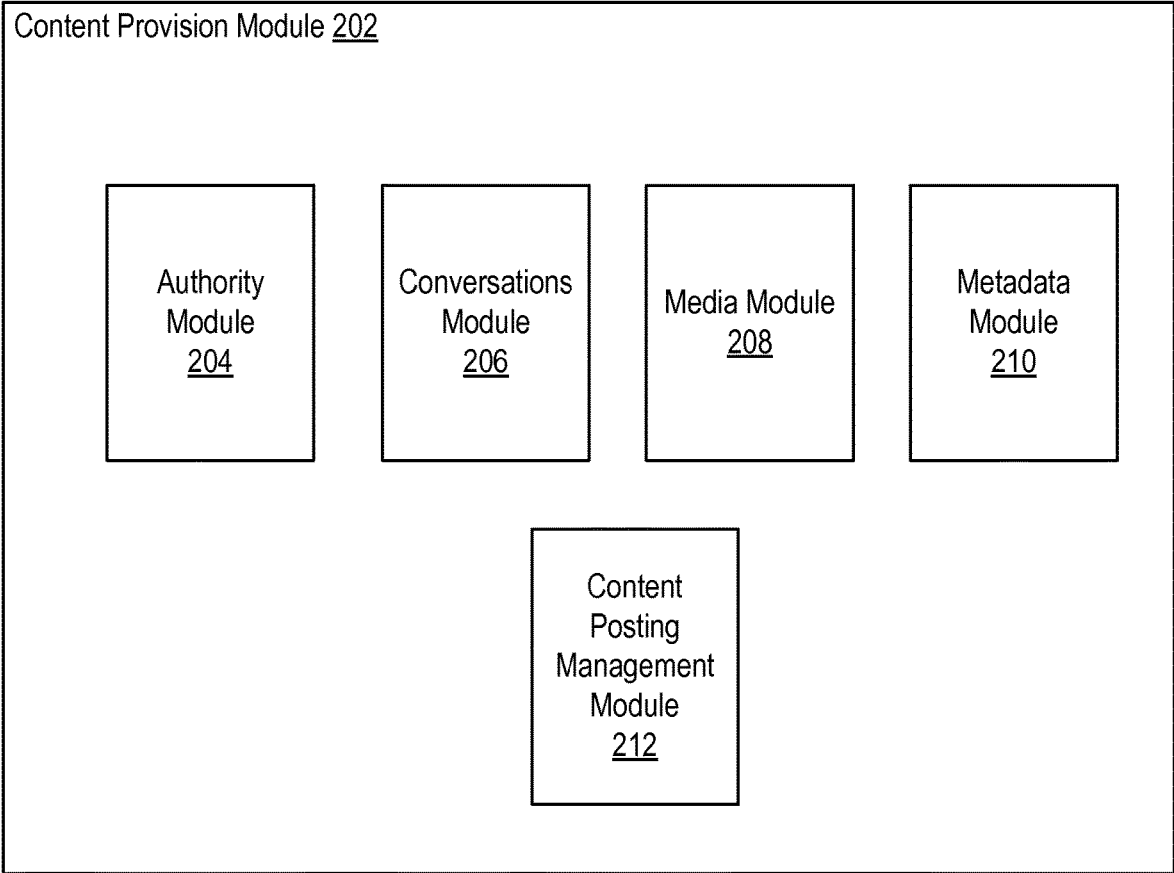 Content Provision Module 202
Authority
Module
204
Conversations
Module
206
Media Module
208
Metadata
Module
210
Content
Posting
Management
Module
212